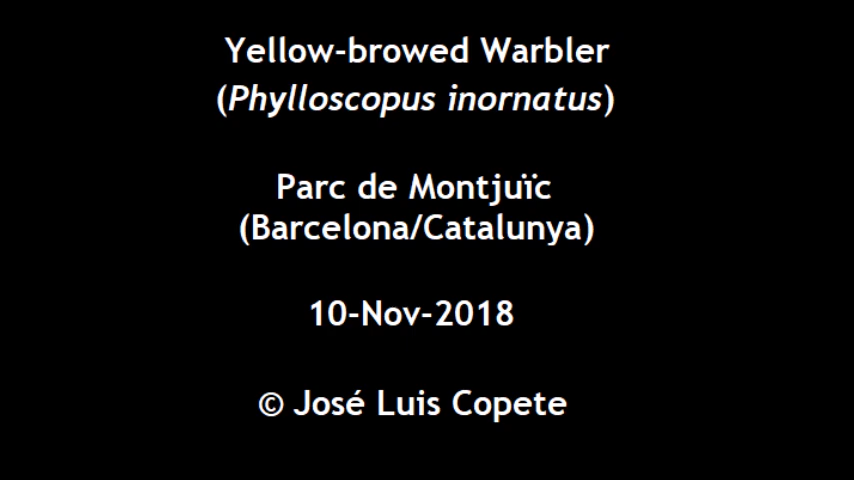 Yellow-browed Warbler
(Phylloscopus inornatus)
Parc de Montjuïc
(Barcelona/Catalunya)
10-Nov-2018
© José Luis Copete